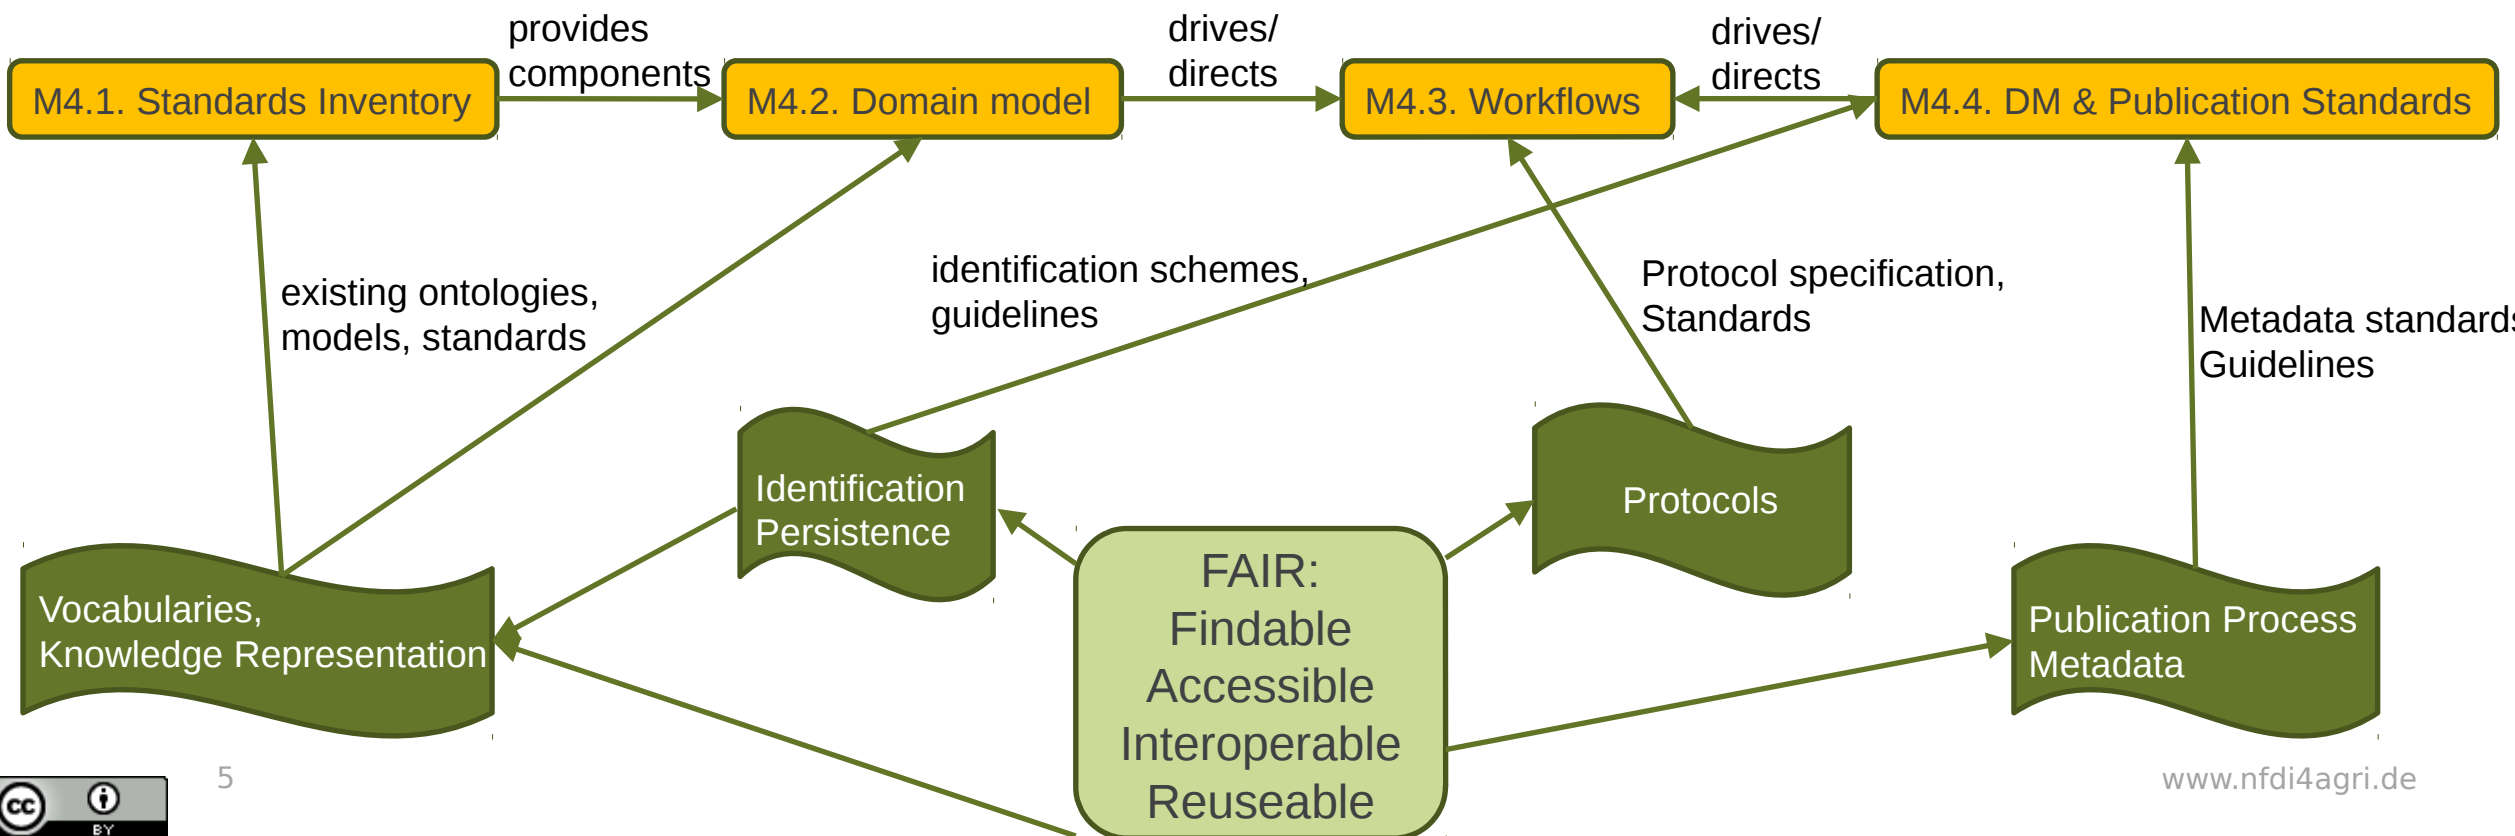 provides
components
drives/
directs
drives/
directs
M4.1. Standards Inventory
M4.2. Domain model
M4.3. Workflows
M4.4. DM & Publication Standards
existing ontologies,
models, standards
identification schemes,
guidelines
Protocol specification,
Standards
Metadata standards
Guidelines
Identification
Persistence
Protocols
Vocabularies,
Knowledge Representation
FAIR:
Findable
Accessible
Interoperable
Reuseable
Publication Process
Metadata
5
www.nfdi4agri.de
cc
BY